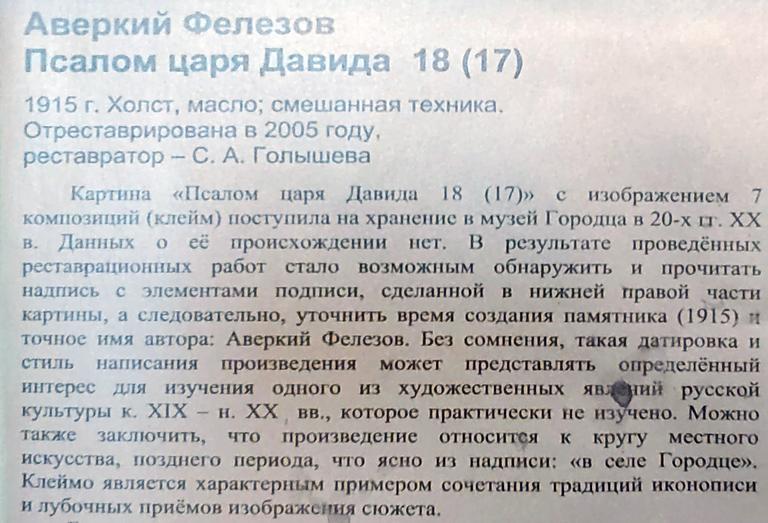 Аверкий Фелезов
Псалом царя Давида 18 (17)
1915 г. Холст, масло; смешанная техника.
Отреставрирована в 2005 году,
реставратор – С. А. Голышева
Картина «Псалом царя Давида 18 (17)» с изображением 7
композиций (клейм) поступила на хранение в музей Городца в 20-х гг. XX
в. Данных о её происхождении нет. В результате проведённых
реставрационных работ стало возможным обнаружить и прочитать
надпись с элементами подписи, сделанной в нижней правой части
картины, а следовательно, уточнить время создания памятника (1915) и
точное имя автора: Аверкий Фелезов. Без сомнения, такая датировка и
стиль написания произведения может представлять определённый
интерес для изучения одного из художественных явлений русской
культуры к. XIX – н. XX вв., которое практически не изучено. Можно
также заключить, что произведение относится к кругу местного
искусства, позднего периода, что ясно из надписи: «в селе Городце».
Клеймо является характерным примером сочетания традиций иконописи
и лубочных приёмов изображения сюжета.